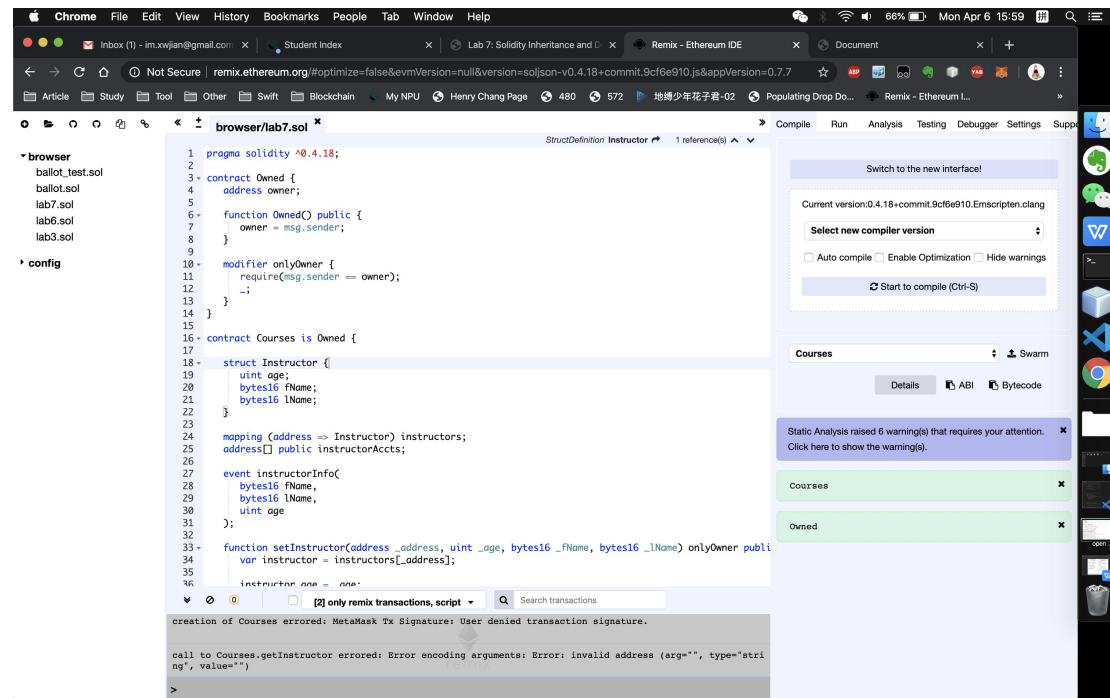 Chrome File Edit View History Bookmarks People Tab Window Help
66% Mon Apr 6 15:59 拼
Inbox (1) - im.xwjian@gmail.com
Student Index
Lab 7: Solidity Inheritance and D
Remix - Ethereum IDE
Document
Not Secure | remix.ethereum.org/#optimize=false&evmVersion=null&version=soljson-v0.4.18+commit.9cf6e910.js&appVersion=0.7.7
ABP
YAB
Article Study Tool Other Swift Blockchain My NPU Henry Chang Page 480 572 地缚少年花子君-02 Populating Drop Do... Remix - Ethereum I... »
browser/lab7.sol
Compile Run Analysis Testing Debugger Settings Suppo
StructDefinition Instructor 1 reference(s)
browser
ballot_test.sol
ballot.sol
lab7.sol
lab6.sol
lab3.sol
config
1 pragma solidity ^0.4.18;
2
3 contract Owned {
4 address owner;
5
6 function Owned() public {
7 owner = msg.sender;
8 }
9
10 modifier onlyOwner {
11 require(msg.sender == owner);
12 _;
13 }
14 }
15
16 contract Courses is Owned {
17
18 struct Instructor {
19 uint age;
20 bytes16 fName;
21 bytes16 lName;
22 }
23
24 mapping (address => Instructor) instructors;
25 address[] public instructorAccts;
26
27 event instructorInfo(
28 bytes16 fName,
29 bytes16 lName,
30 uint age
31 );
32
33 function setInstructor(address _address, uint _age, bytes16 _fName, bytes16 _lName) onlyOwner publi
34 var instructor = instructors[_address];
35
36 instructor.age = _age;
0
[2] only remix transactions, script
Search transactions
creation of Courses errored: MetaMask Tx Signature: User denied transaction signature.
call to Courses.getInstructor errored: Error encoding arguments: Error: invalid address (arg="", type="stri
ng", value="")
>
Switch to the new interface!
Current version:0.4.18+commit.9cf6e910.Emscripten.clang
Select new compiler version
Auto compile Enable Optimization Hide warnings
Start to compile (Ctrl-S)
Courses
Swarm
Details
ABI
Bytecode
Static Analysis raised 6 warning(s) that requires your attention.
Click here to show the warning(s).
Courses
Owned
open